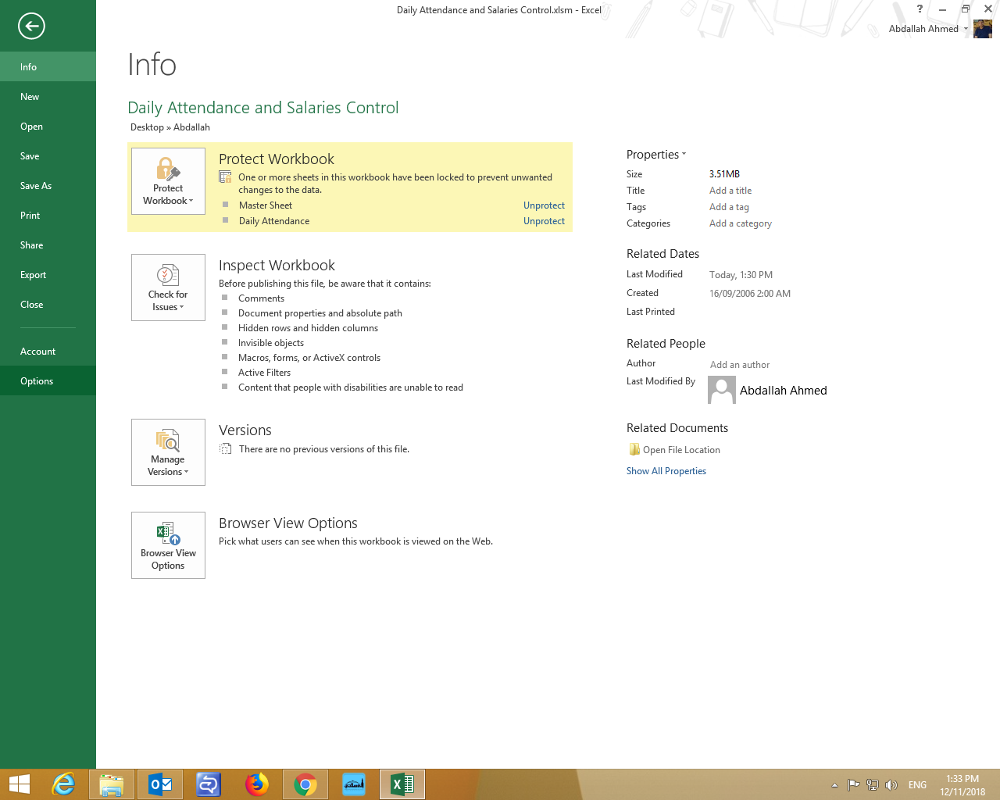 Daily Attendance and Salaries Control.xlsm - Excel
?
Abdallah Ahmed
Info
New
Open
Save
Save As
Print
Share
Export
Close
Account
Options
Info
Daily Attendance and Salaries Control
Desktop » Abdallah
Protect
Workbook
Protect Workbook
One or more sheets in this workbook have been locked to prevent unwanted
changes to the data.
Master Sheet Unprotect
Daily Attendance Unprotect
Check for
Issues
Inspect Workbook
Before publishing this file, be aware that it contains:
Comments
Document properties and absolute path
Hidden rows and hidden columns
Invisible objects
Macros, forms, or ActiveX controls
Active Filters
Content that people with disabilities are unable to read
Manage
Versions
Versions
There are no previous versions of this file.
Browser View
Options
Browser View Options
Pick what users can see when this workbook is viewed on the Web.
Properties
Size 3.51MB
Title Add a title
Tags Add a tag
Categories Add a category
Related Dates
Last Modified Today, 1:30 PM
Created 16/09/2006 2:00 AM
Last Printed
Related People
Author Add an author
Last Modified By Abdallah Ahmed
Related Documents
Open File Location
Show All Properties
ENG
1:33 PM
12/11/2018